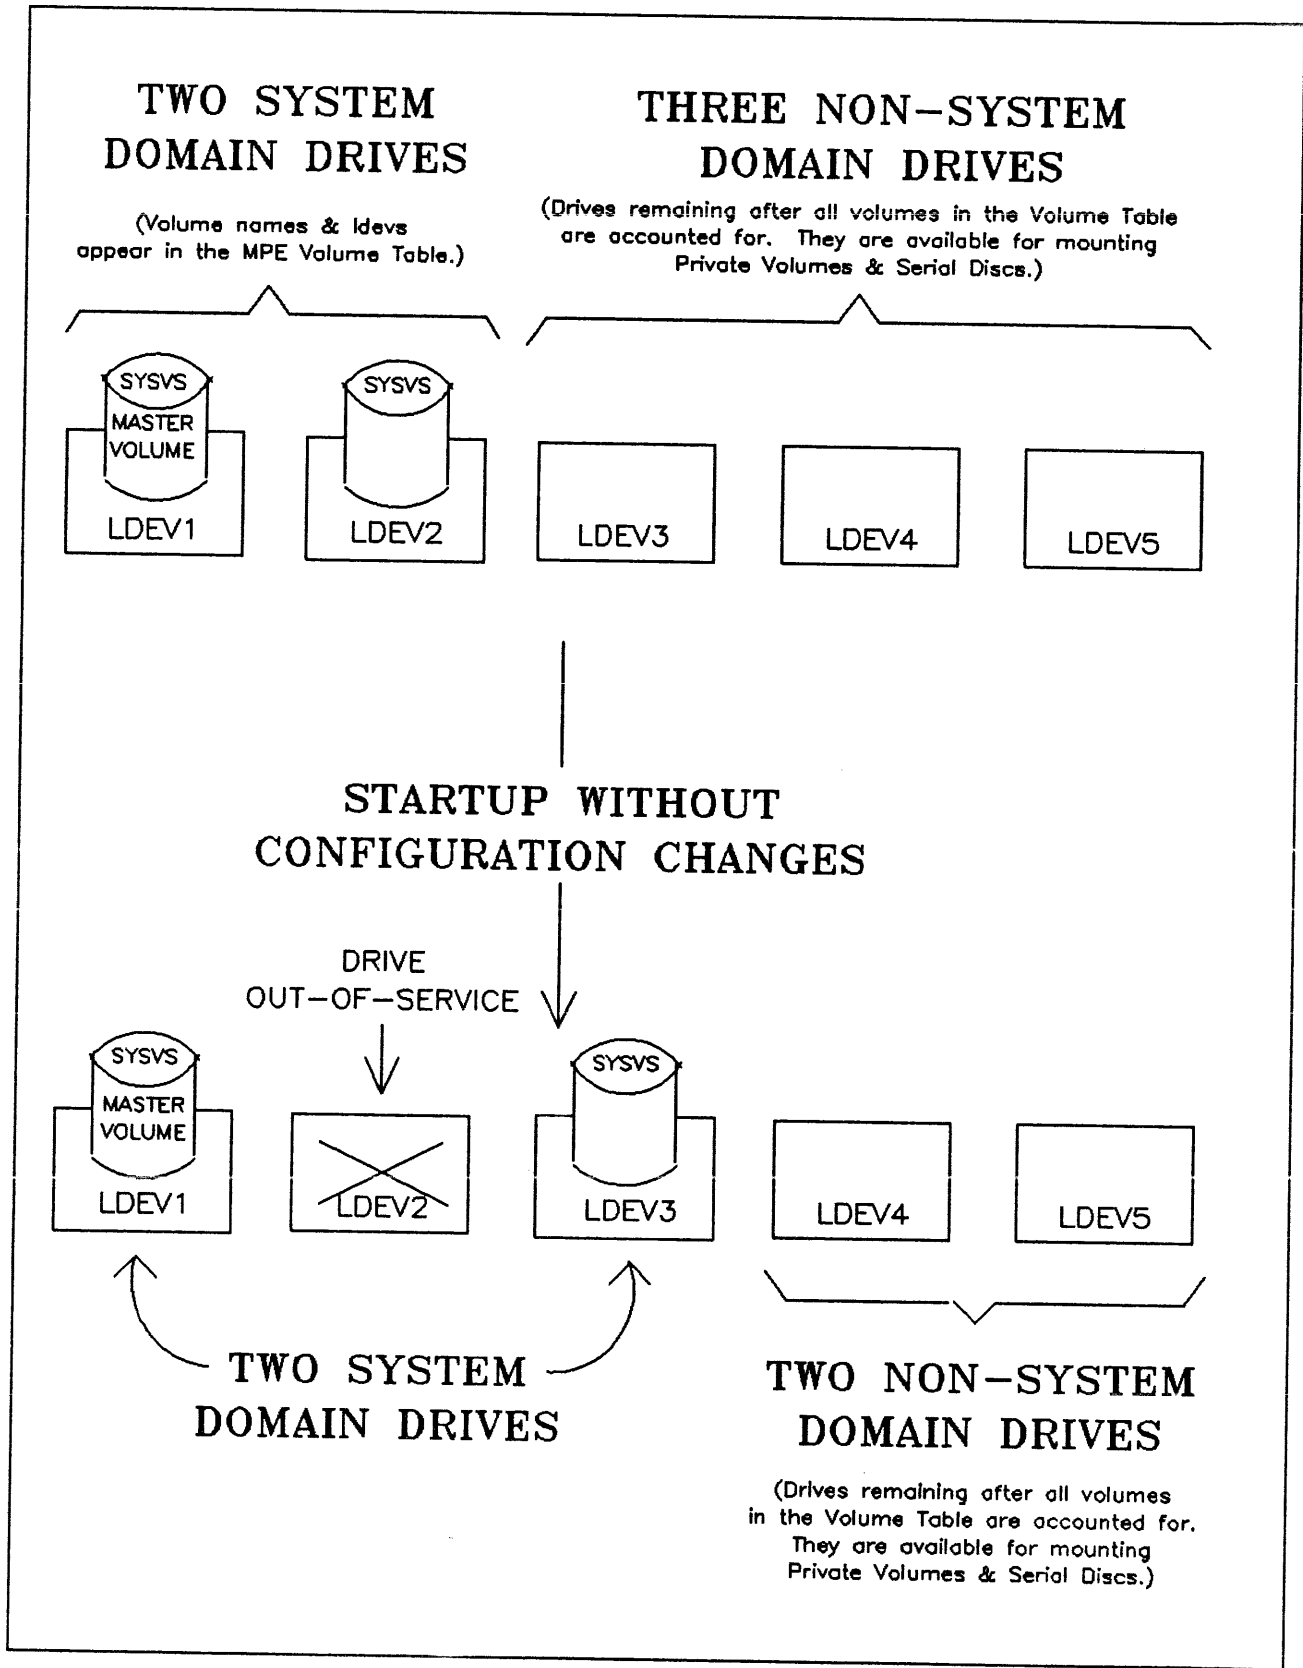 TWO SYSTEM
DOMAIN DRIVES
(Volume names & ldevs
appear in the MPE Volume Table.)
THREE NON-SYSTEM
DOMAIN DRIVES
(Drives remaining after all volumes in the Volume Table
are accounted for. They are available for mounting
Private Volumes & Serial Discs.)
SYSVS
MASTER
VOLUME
LDEV1
SYSVS
LDEV2
LDEV3
LDEV4
LDEV5
STARTUP WITHOUT
CONFIGURATION CHANGES
DRIVE
OUT-OF-SERVICE
SYSVS
MASTER
VOLUME
LDEV1
LDEV2
SYSVS
LDEV3
LDEV4
LDEV5
TWO SYSTEM
DOMAIN DRIVES
TWO NON-SYSTEM
DOMAIN DRIVES
(Drives remaining after all volumes
in the Volume Table are accounted for.
They are available for mounting
Private Volumes & Serial Discs.)